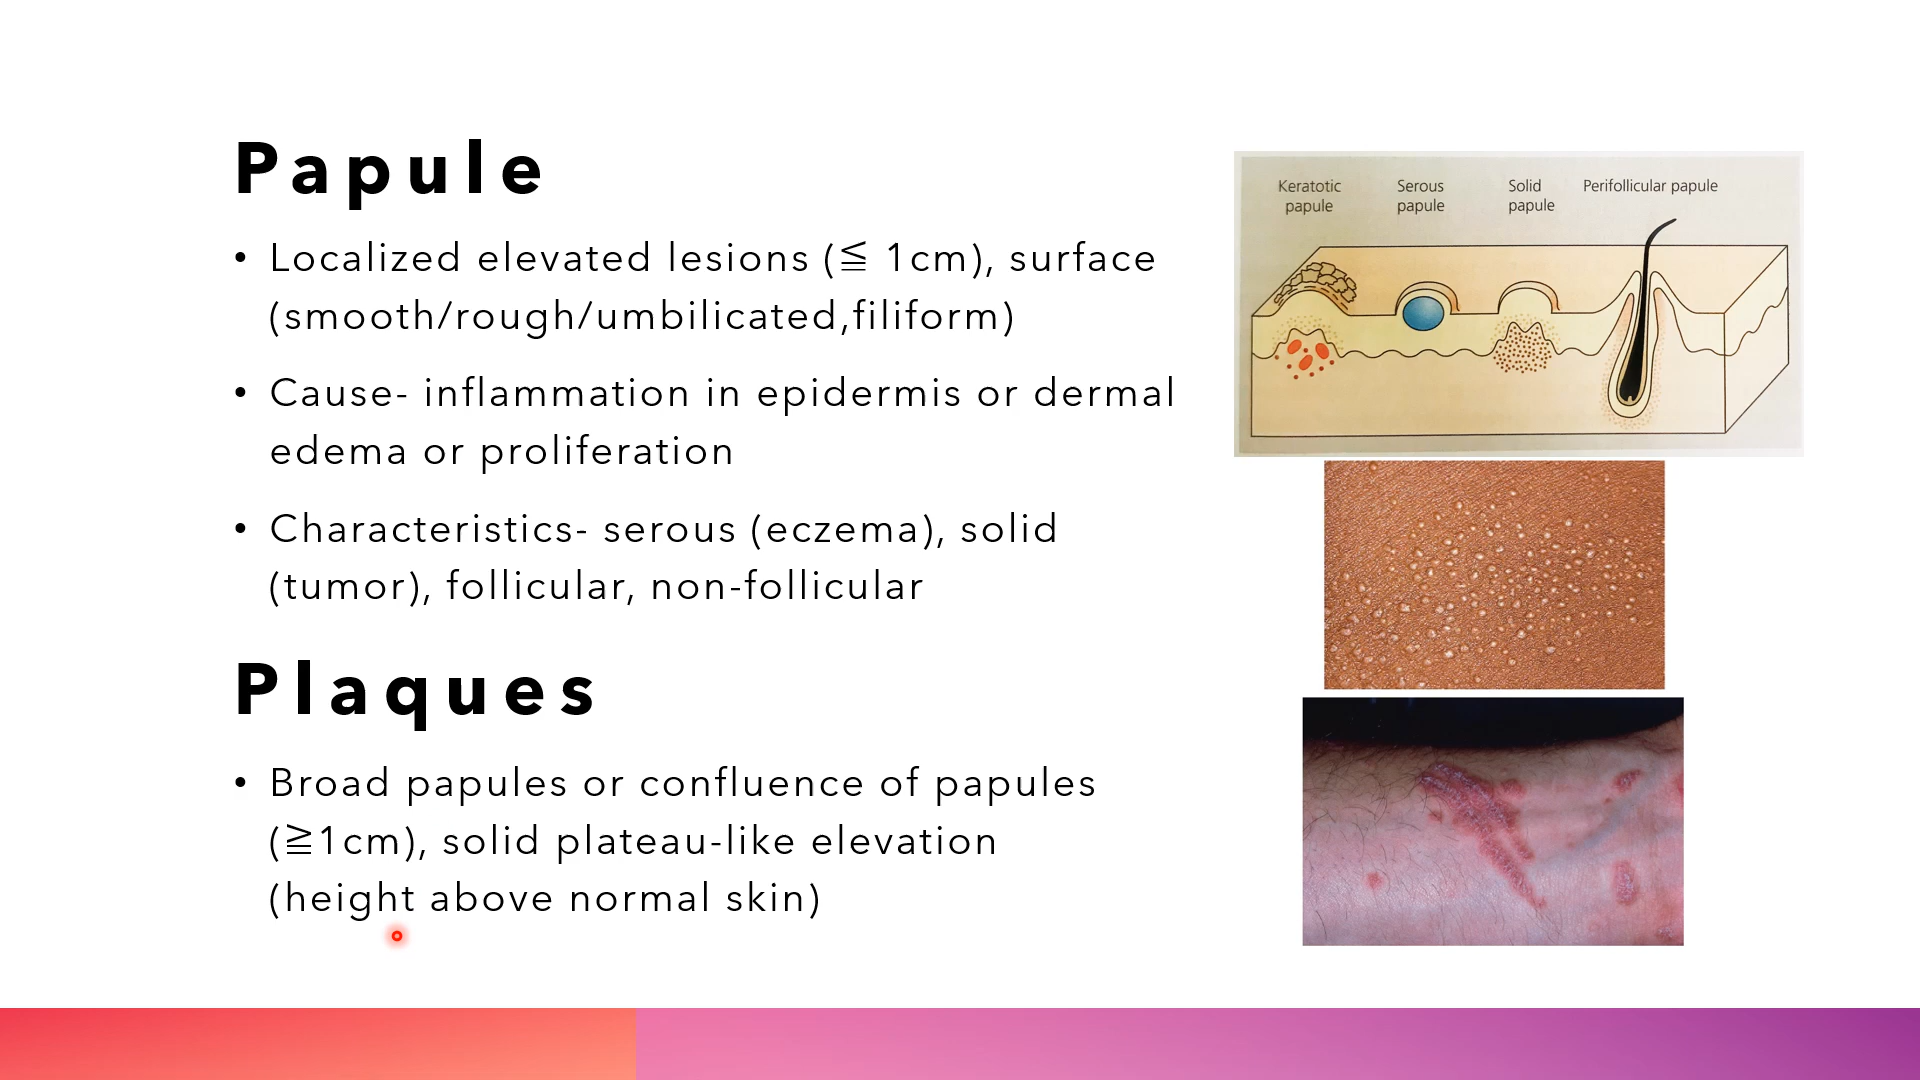 Papule
• Localized elevated lesions (≦ 1cm), surface
(smooth/rough/umbilicated,filiform)
• Cause- inflammation in epidermis or dermal
edema or proliferation
• Characteristics- serous (eczema), solid
(tumor), follicular, non-follicular
Plaques
• Broad papules or confluence of papules
(≧1cm), solid plateau-like elevation
(height above normal skin)
Keratotic papule
Serous papule
Solid papule
Perifollicular papule